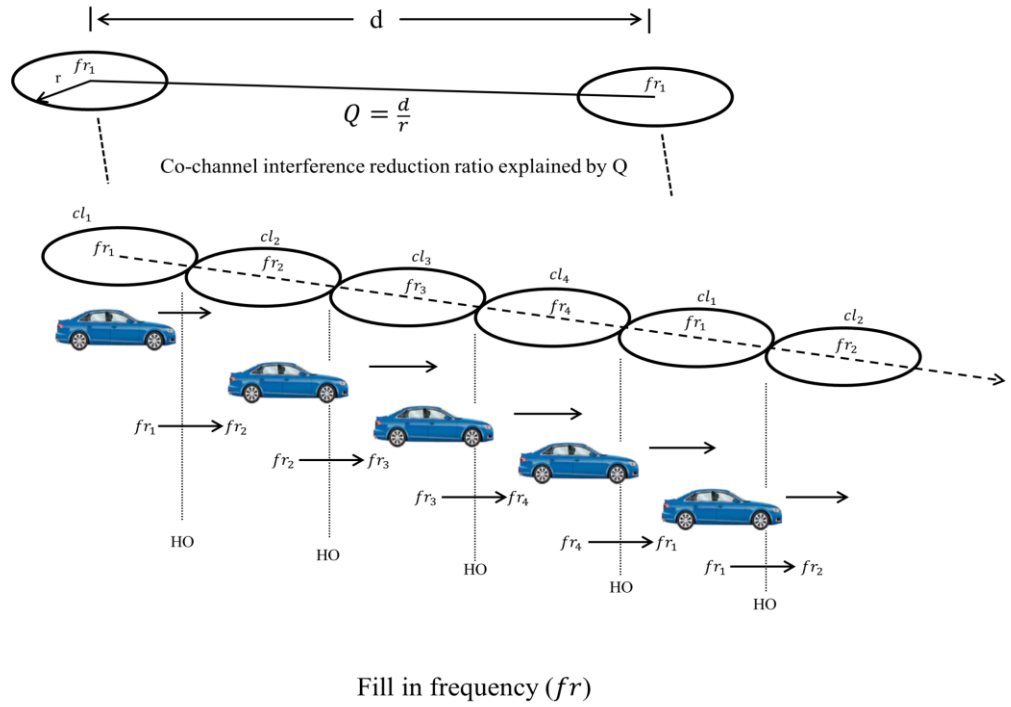 d
fr₁
r
fr₁
Q = d/r
Co-channel interference reduction ratio explained by Q
cl₁
cl₂
cl₃
cl₄
cl₁
cl₂
fr₁
fr₂
fr₃
fr₄
fr₁
fr₂
fr₁ fr₂
fr₂ fr₃
fr₃ fr₄
fr₄ fr₁
fr₁ fr₂
HO
HO
HO
HO
HO
Fill in frequency (fr)